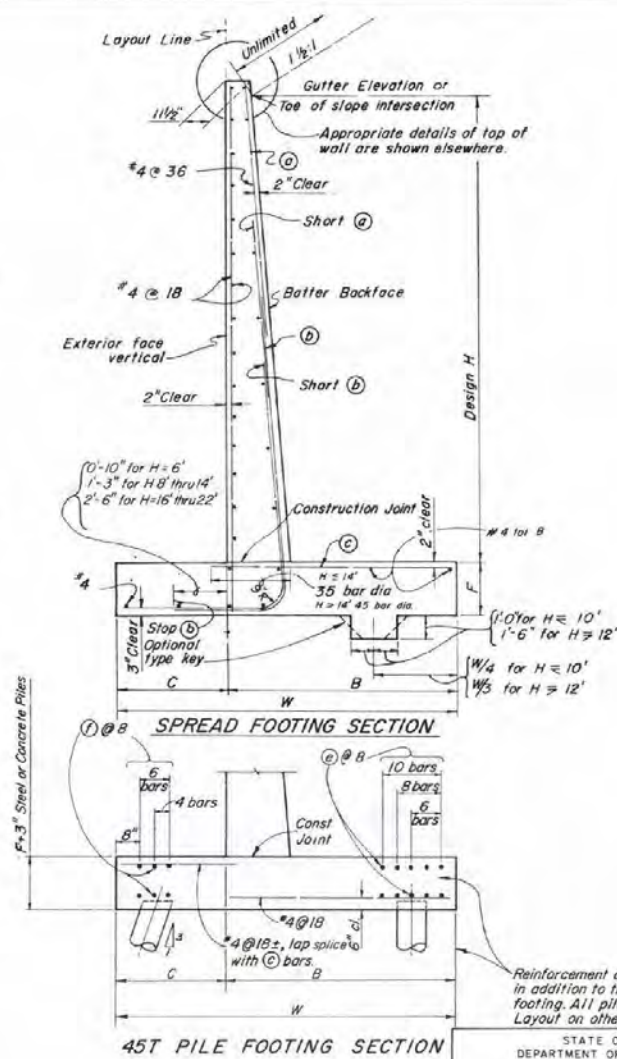 Layout Line
Unlimited
1 1/2:1
Gutter Elevation or
Toe of slope intersection
11 1/2"
Appropriate details of top of
wall are shown elsewhere.
#4 @ 36
a
2" Clear
Short a
#4 @ 18
Batter Backface
Exterior face
vertical
b
Short b
Design H
2" Clear
0'-10" for H = 6'
1'-3" for H 8' thru 14'
2'-6" for H=16' thru 22'
Construction Joint
2" clear
#4 for B
c
#4
H ≤ 14'
35 bar dia
H > 14' 45 bar dia.
F
3" Clear
Stop b
Optional
type key
1'-0" for H ≤ 10'
1'-6" for H ≥ 12'
W/4 for H ≤ 10'
W/3 for H ≥ 12'
C
B
W
SPREAD FOOTING SECTION
f @ 8
e @ 8
6
bars
4 bars
10 bars
8 bars
6
bars
8"
Const
Joint
F+3" Steel or Concrete Piles
#4@18
6" cl.
#4@18±, lap splice
with c bars.
3
C
B
W
Reinforcement
in addition to
footing. All
Layout on
45T PILE FOOTING SECTION
STATE
DEPARTMENT